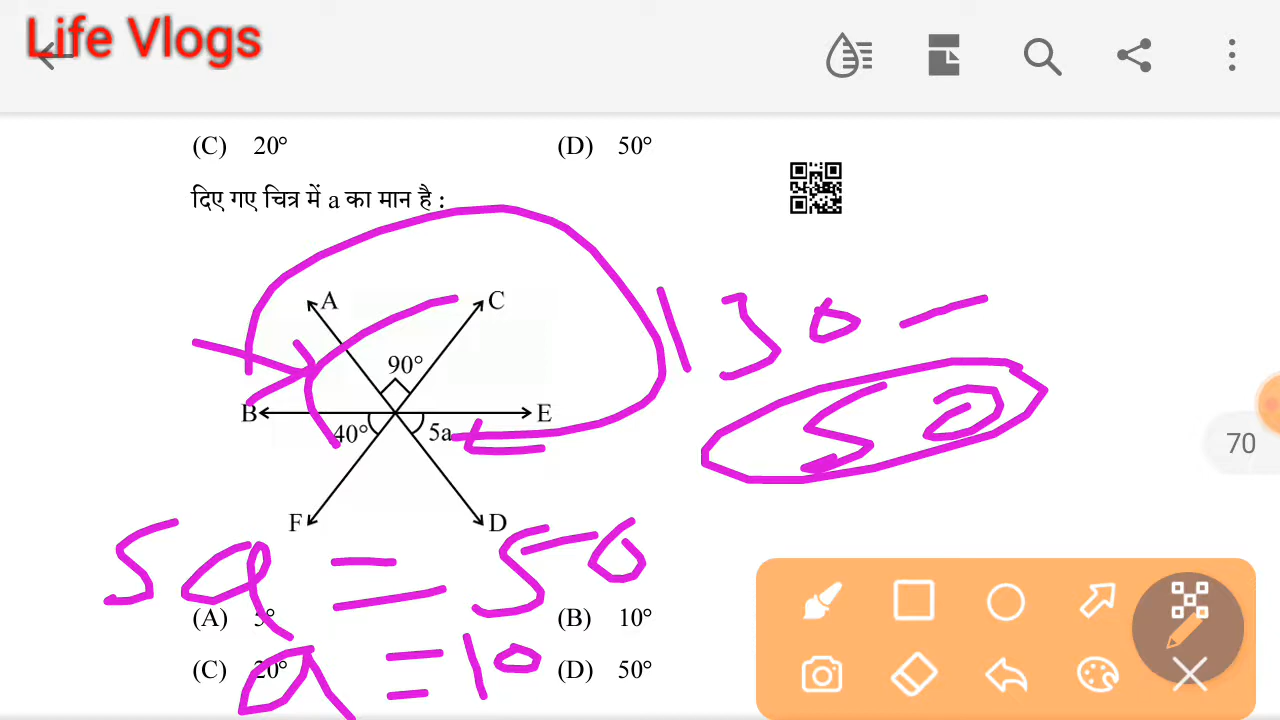 Life Vlogs
(C) 20° (D) 50°
दिए गए चित्र में a का मान है :
A C
90°
130 -
B E
40° 5a
50
70
F D
5a = 50
(A) 5° (B) 10°
a = 10
(C) 20° (D) 50°